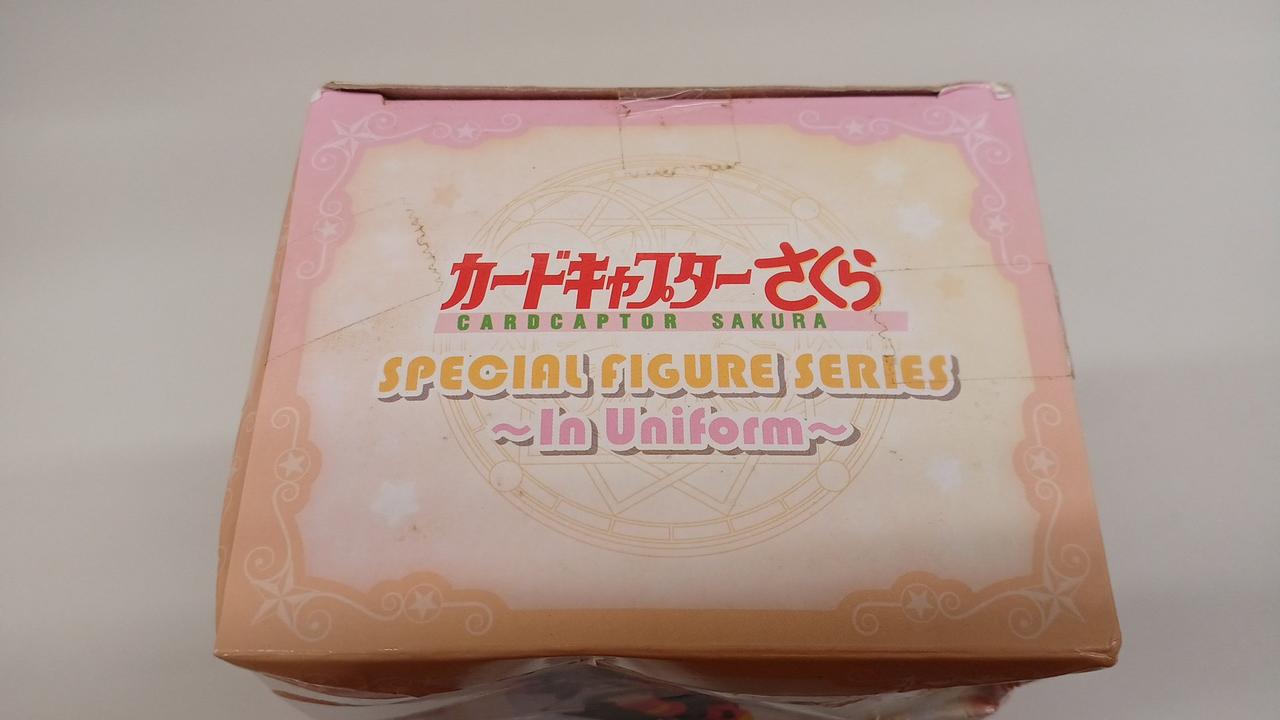 カードキャプターさくら
CARDCAPTOR SAKURA
SPECIAL FIGURE SERIES
~In Uniform~